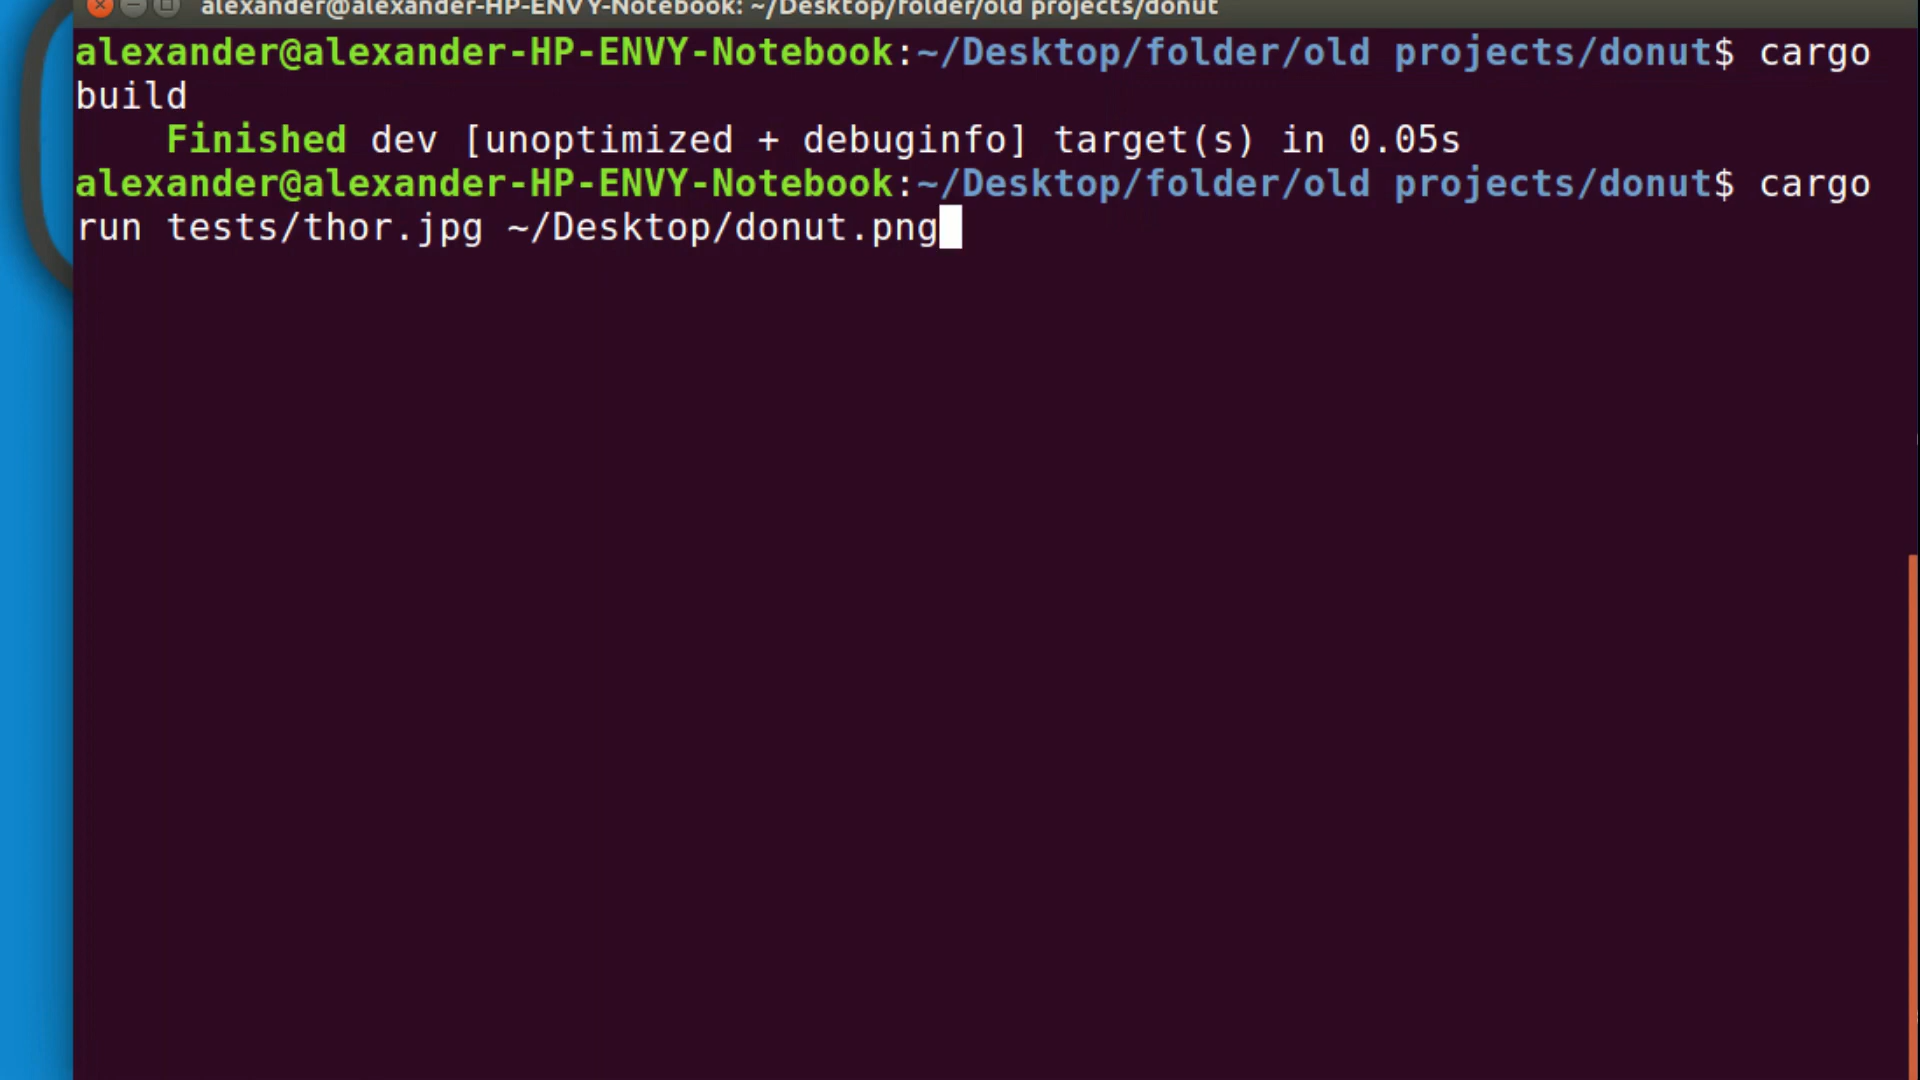 alexander@alexander-HP-ENVY-Notebook: ~/Desktop/folder/old projects/donut
alexander@alexander-HP-ENVY-Notebook:~/Desktop/folder/old projects/donut$ cargo
build
    Finished dev [unoptimized + debuginfo] target(s) in 0.05s
alexander@alexander-HP-ENVY-Notebook:~/Desktop/folder/old projects/donut$ cargo
run tests/thor.jpg ~/Desktop/donut.png